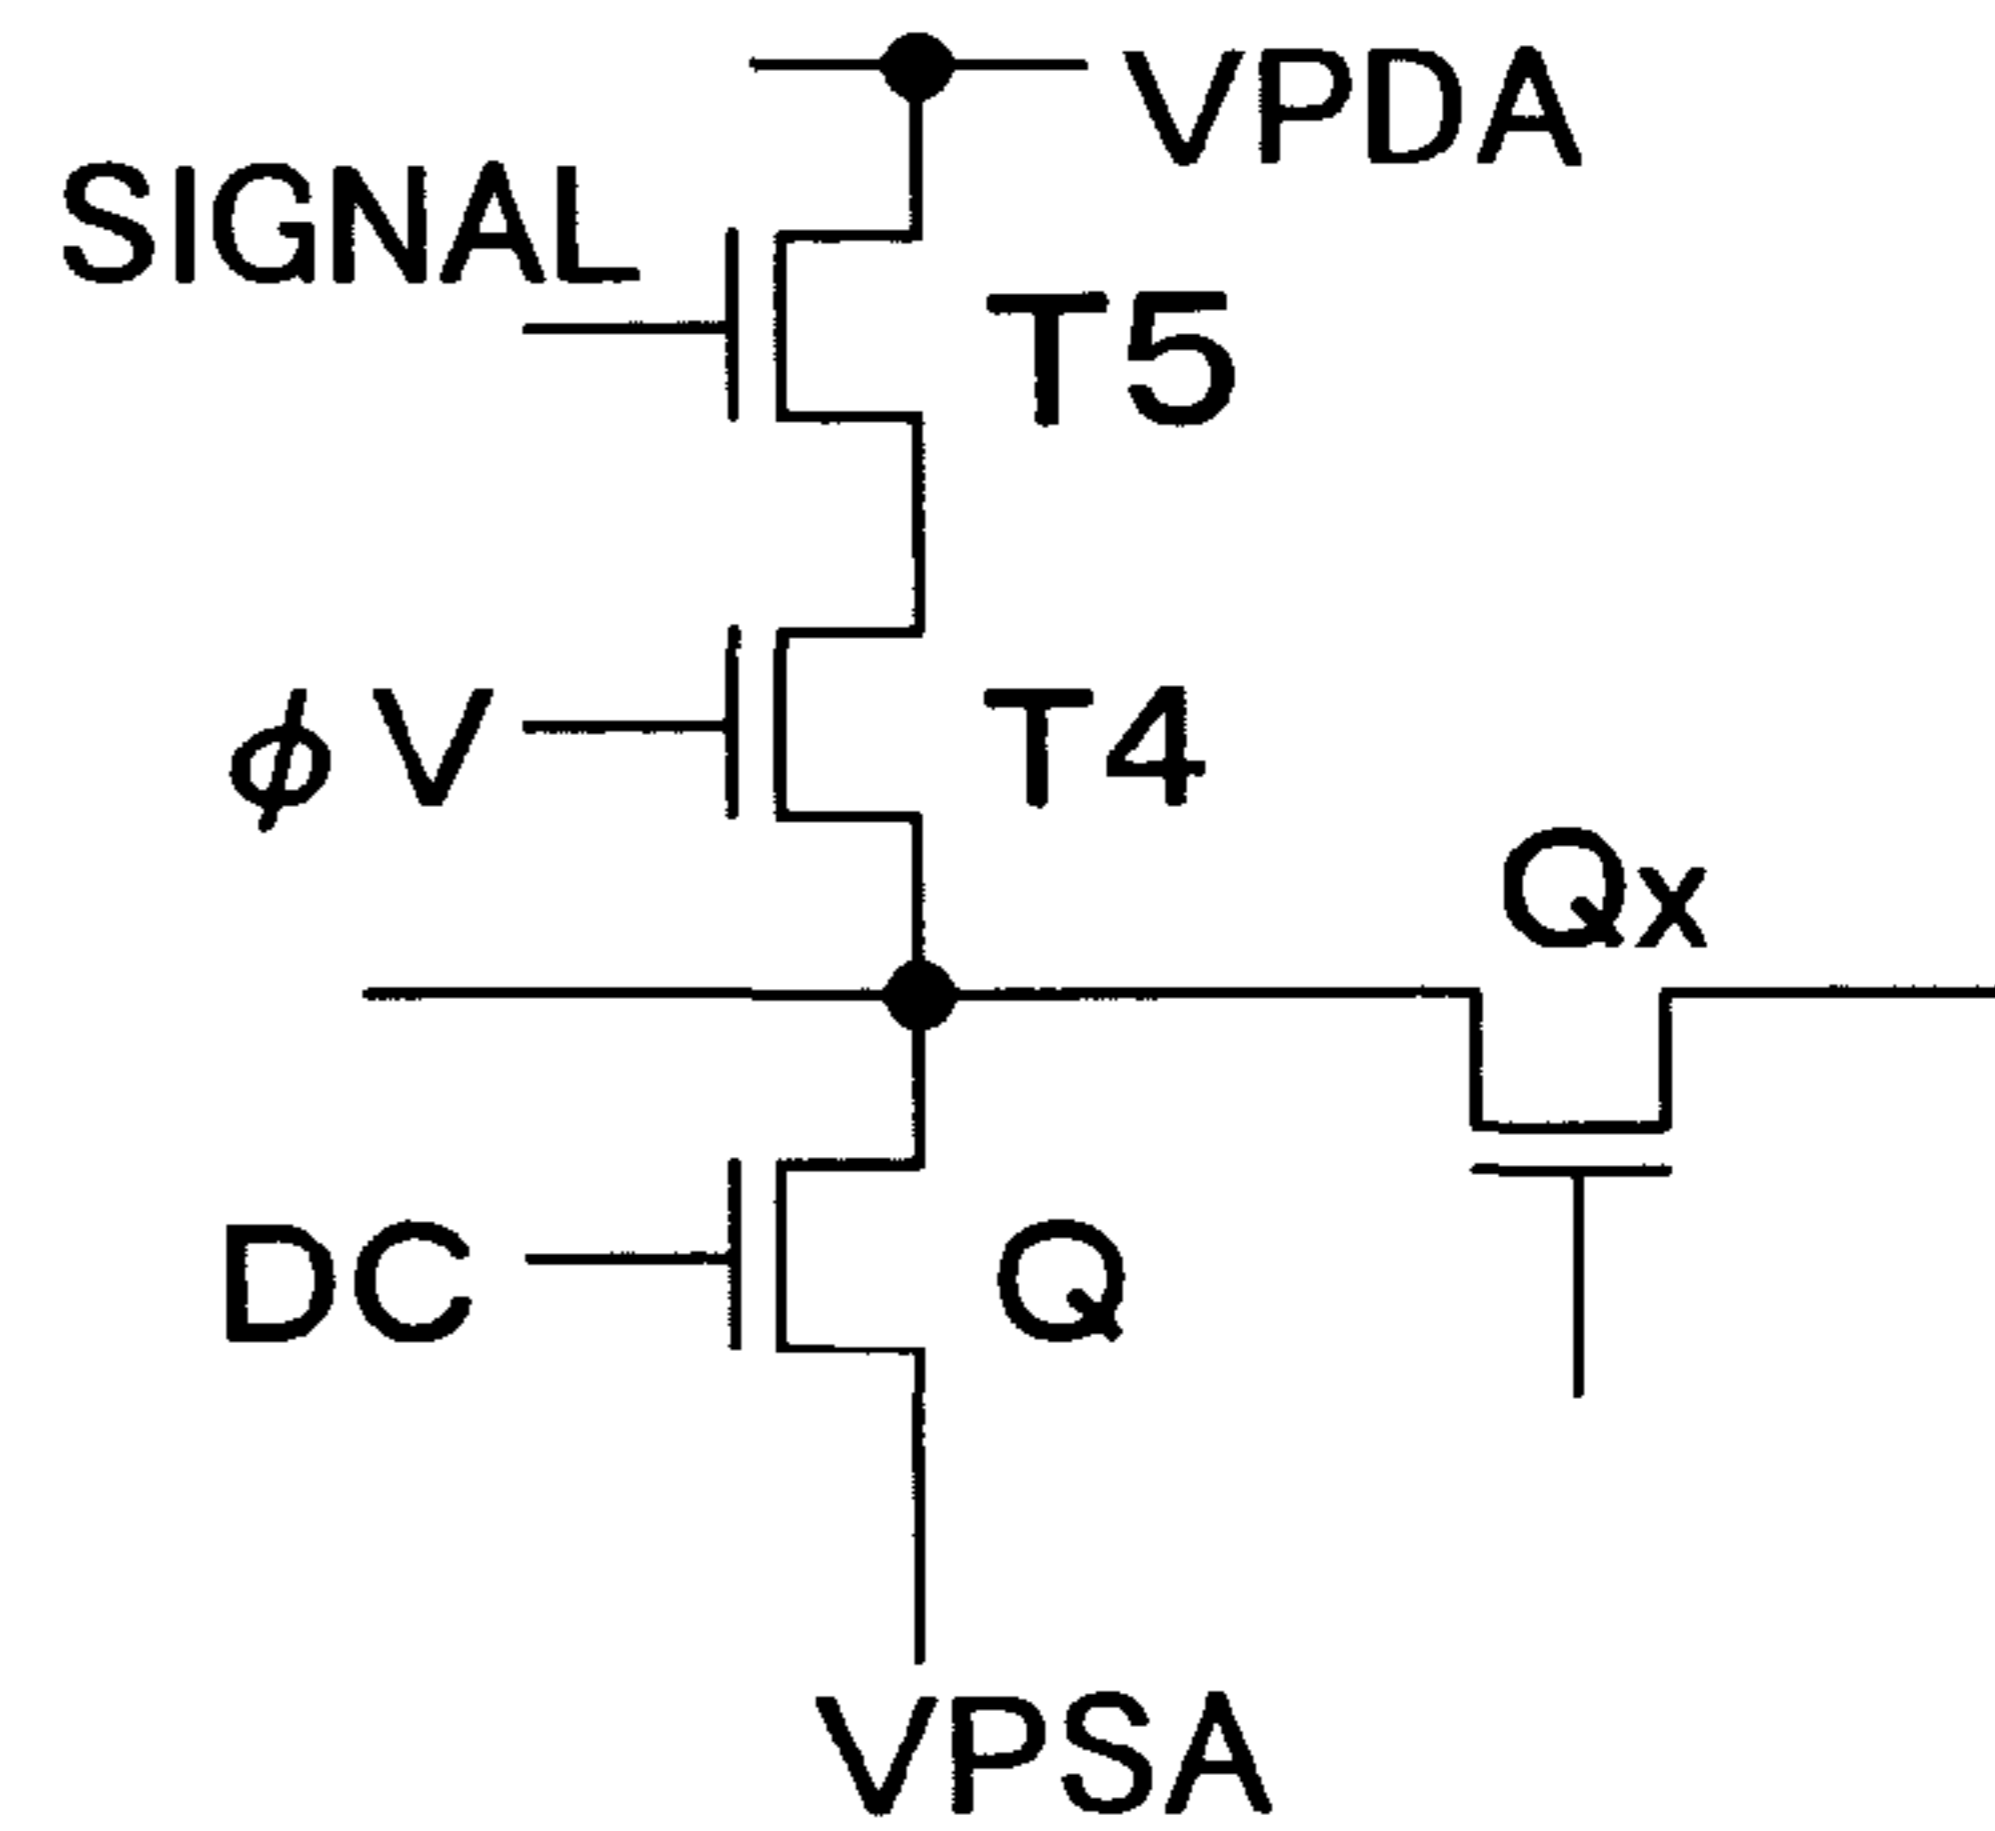 VPDA
SIGNAL
T5
φV
T4
Qx
DC
Q
VPSA